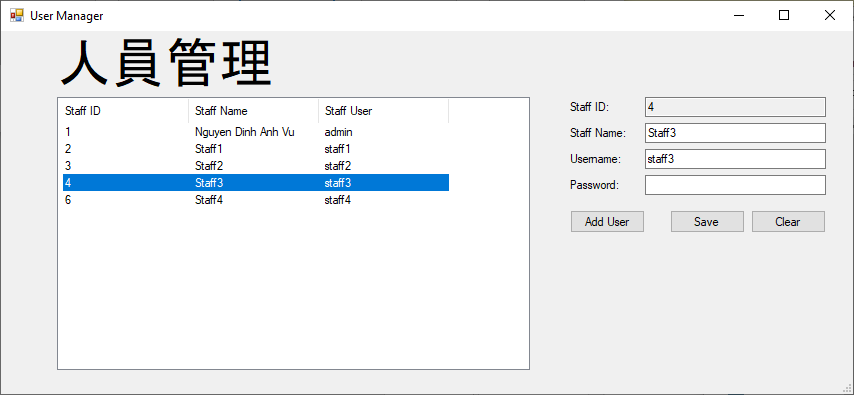 User Manager
人員管理
Staff ID Staff Name Staff User
1 Nguyen Dinh Anh Vu admin
2 Staff1 staff1
3 Staff2 staff2
4 Staff3 staff3
6 Staff4 staff4
Staff ID: 4
Staff Name: Staff3
Username: staff3
Password:
Add User Save Clear